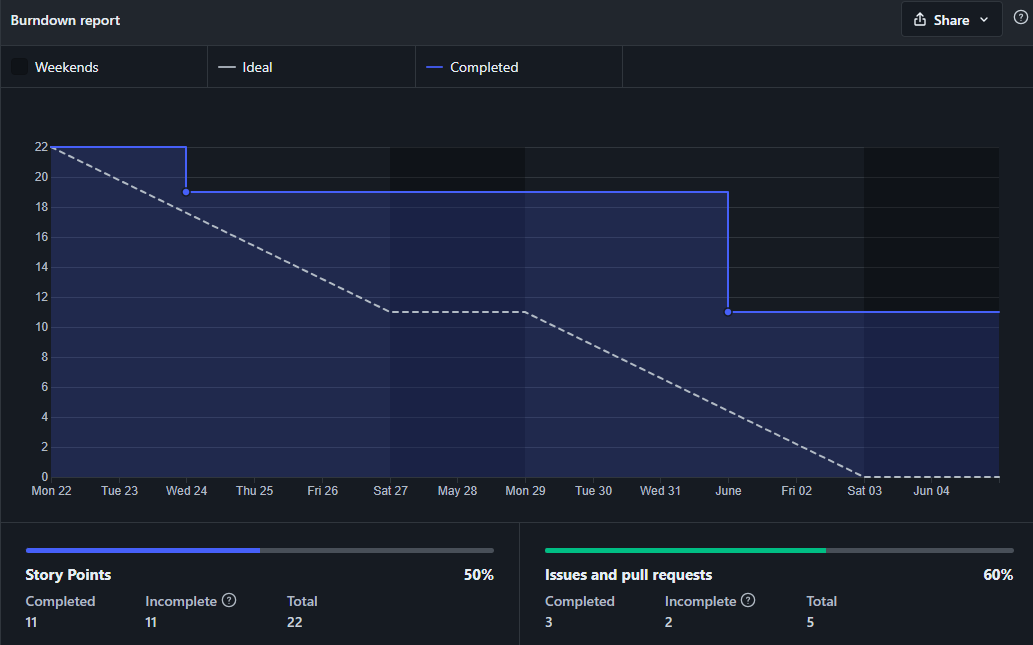 Burndown report
Share
Weekends
Ideal
Completed
22
20
18
16
14
12
10
8
6
4
2
0
Mon 22 Tue 23 Wed 24 Thu 25 Fri 26 Sat 27 May 28 Mon 29 Tue 30 Wed 31 June Fri 02 Sat 03 Jun 04
Story Points 50%
Completed Incomplete ? Total
11 11 22
Issues and pull requests 60%
Completed Incomplete ? Total
3 2 5